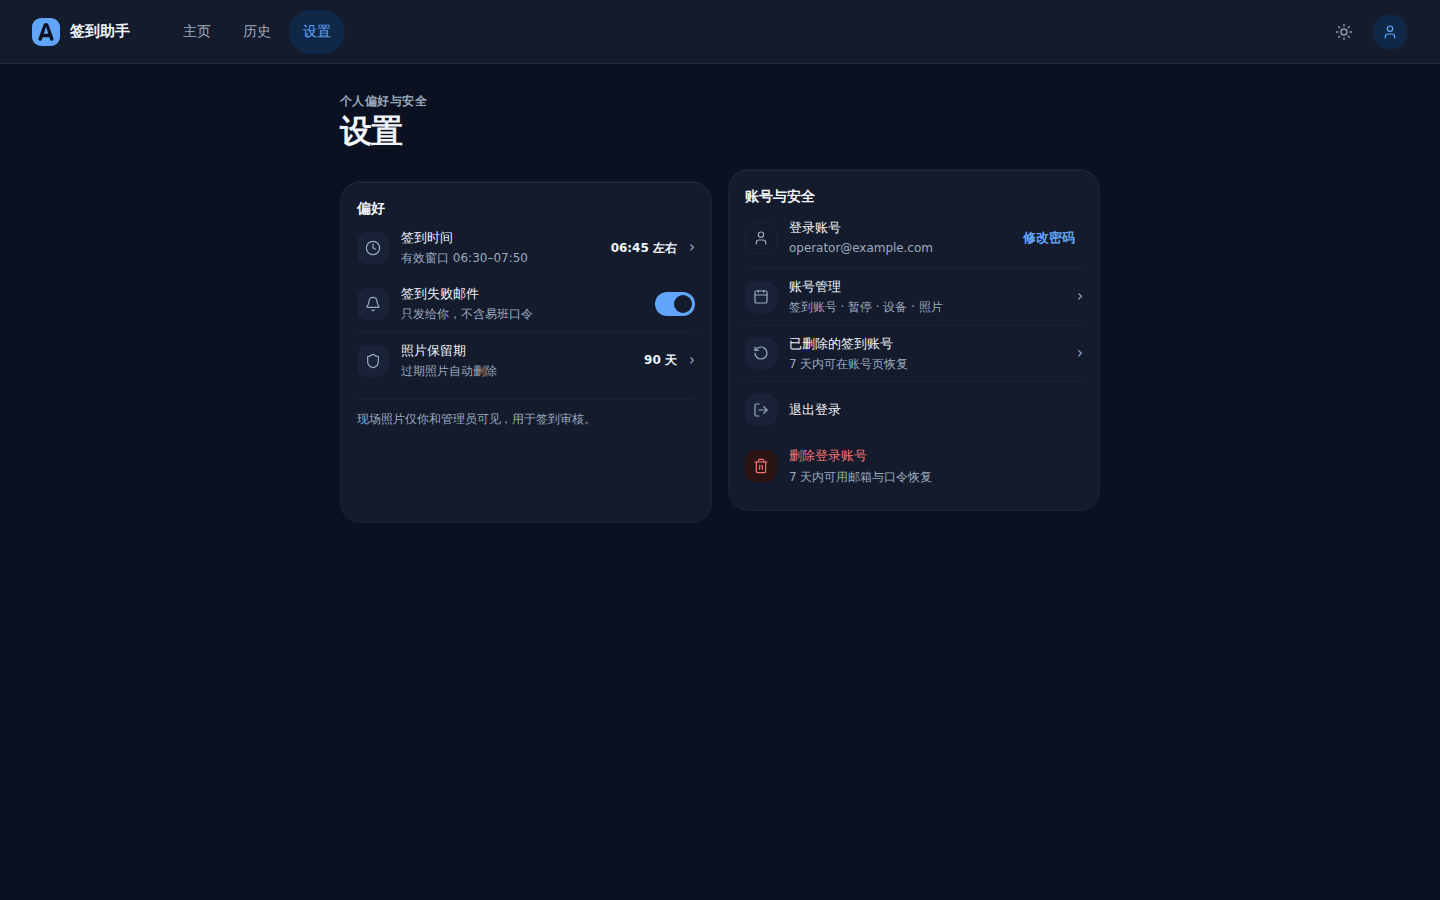 签到助手
主页
历史
设置
个人偏好与安全
设置
偏好
签到时间
有效窗口 06:30–07:50
06:45 左右
签到失败邮件
只发给你，不含易班口令
照片保留期
过期照片自动删除
90 天
现场照片仅你和管理员可见，用于签到审核。
账号与安全
登录账号
operator@example.com
修改密码
账号管理
签到账号 · 暂停 · 设备 · 照片
已删除的签到账号
7 天内可在账号页恢复
退出登录
删除登录账号
7 天内可用邮箱与口令恢复